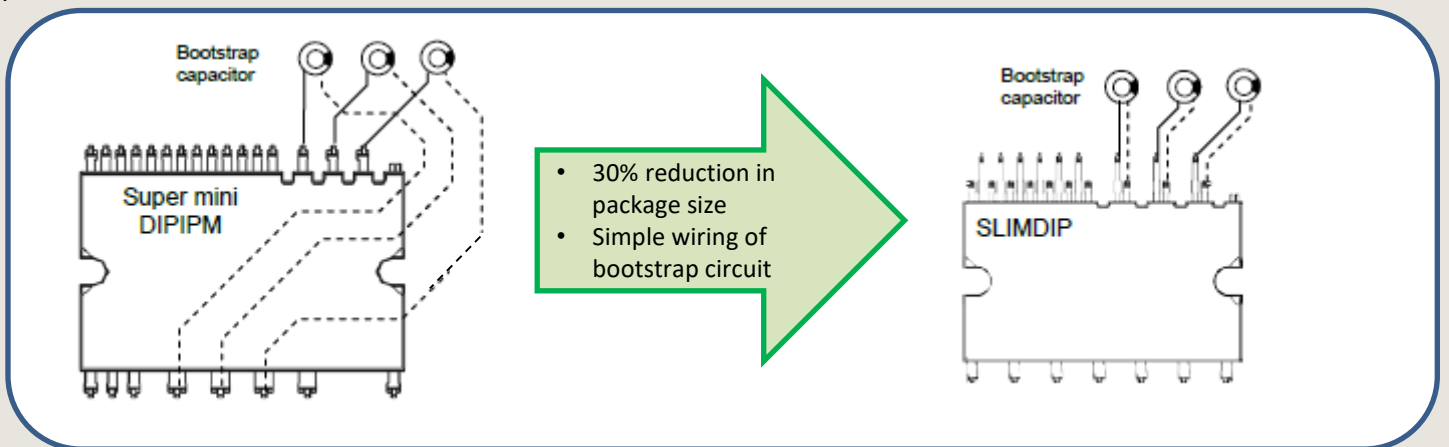 Bootstrap
capacitor
Super mini
DIPIPM
• 30% reduction in
package size
• Simple wiring of
bootstrap circuit
Bootstrap
capacitor
SLIMDIP